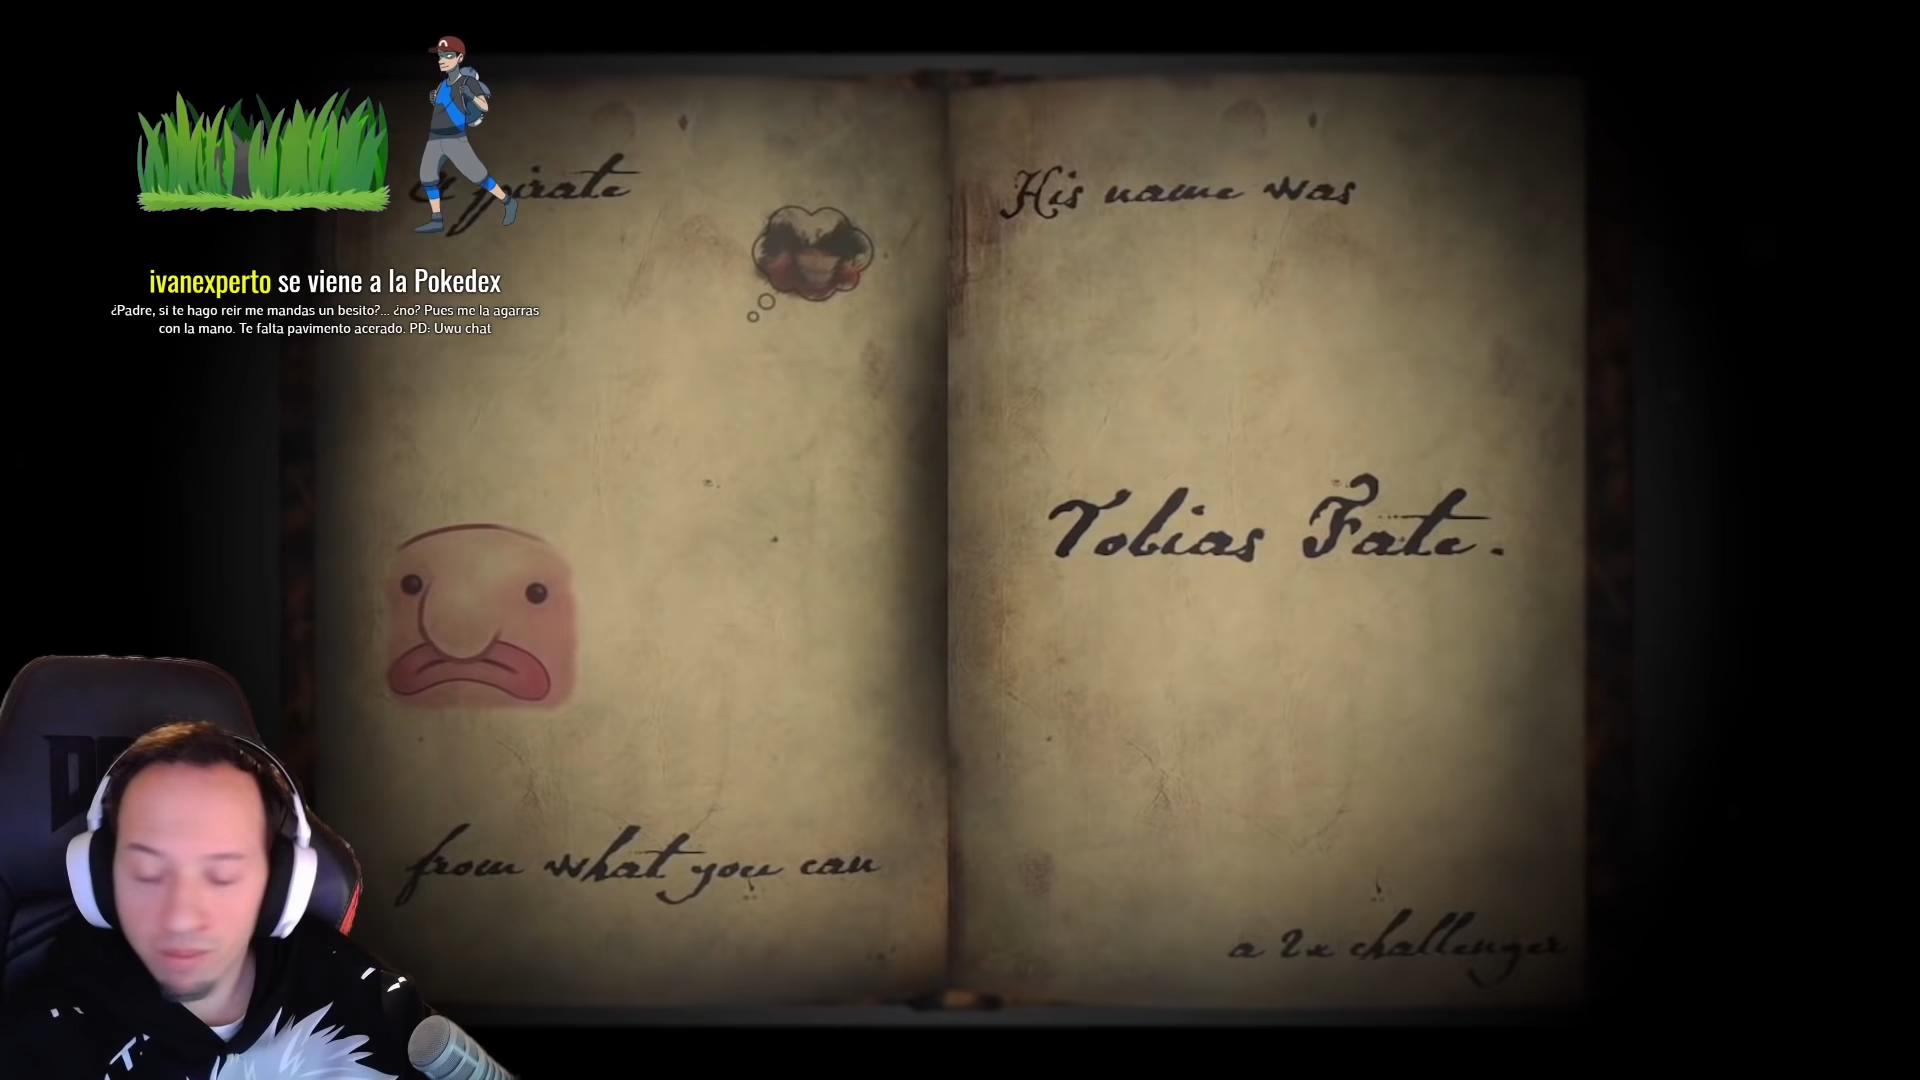 a pirate
His name was
ivanexperto se viene a la Pokedex
¿Padre, si te hago reir me mandas un besito?... ¿no? Pues me la agarras
con la mano. Te falta pavimento acerado. PD: Uwu chat
Tobias Fate.
from what you can
a 2x challenger